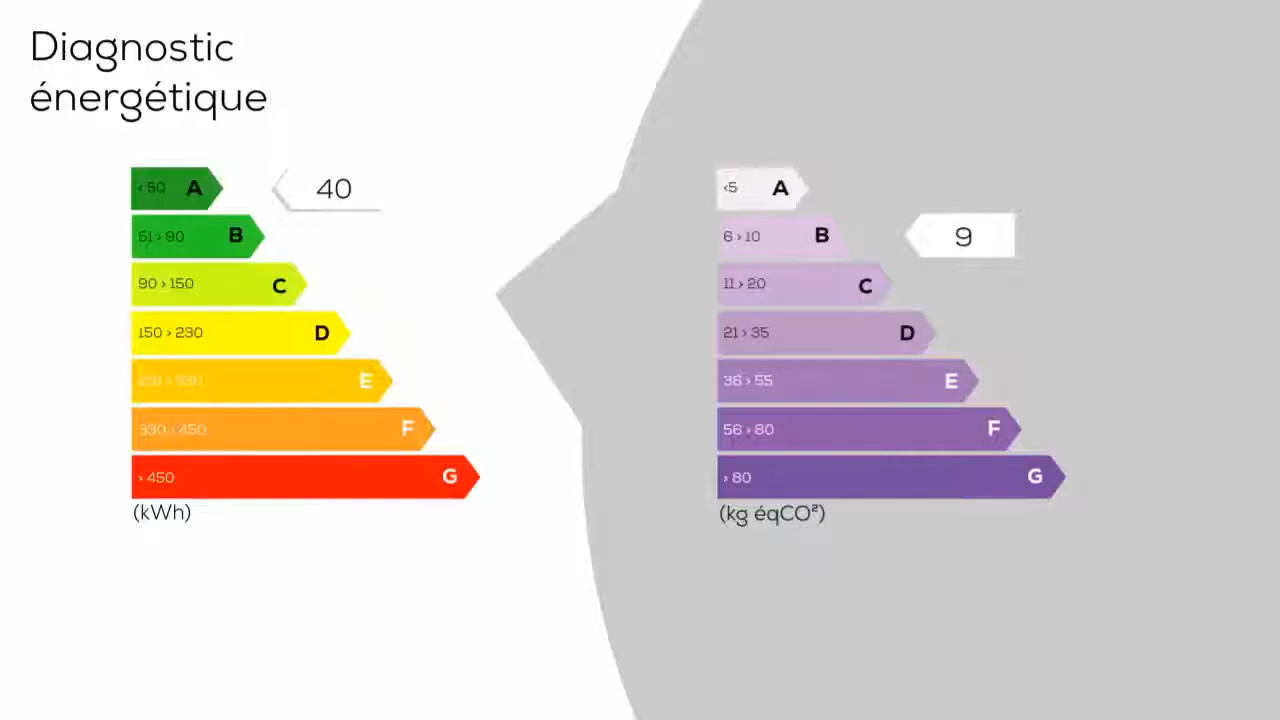 Diagnostic
énergétique
< 50 A
40
51 > 90 B
90 > 150 C
150 > 230 D
E
330 > 450 F
> 450 G
(kWh)
<5 A
6 > 10 B
9
11 > 20 C
21 > 35 D
36 > 55 E
56 > 80 F
> 80 G
(kg éqCO²)